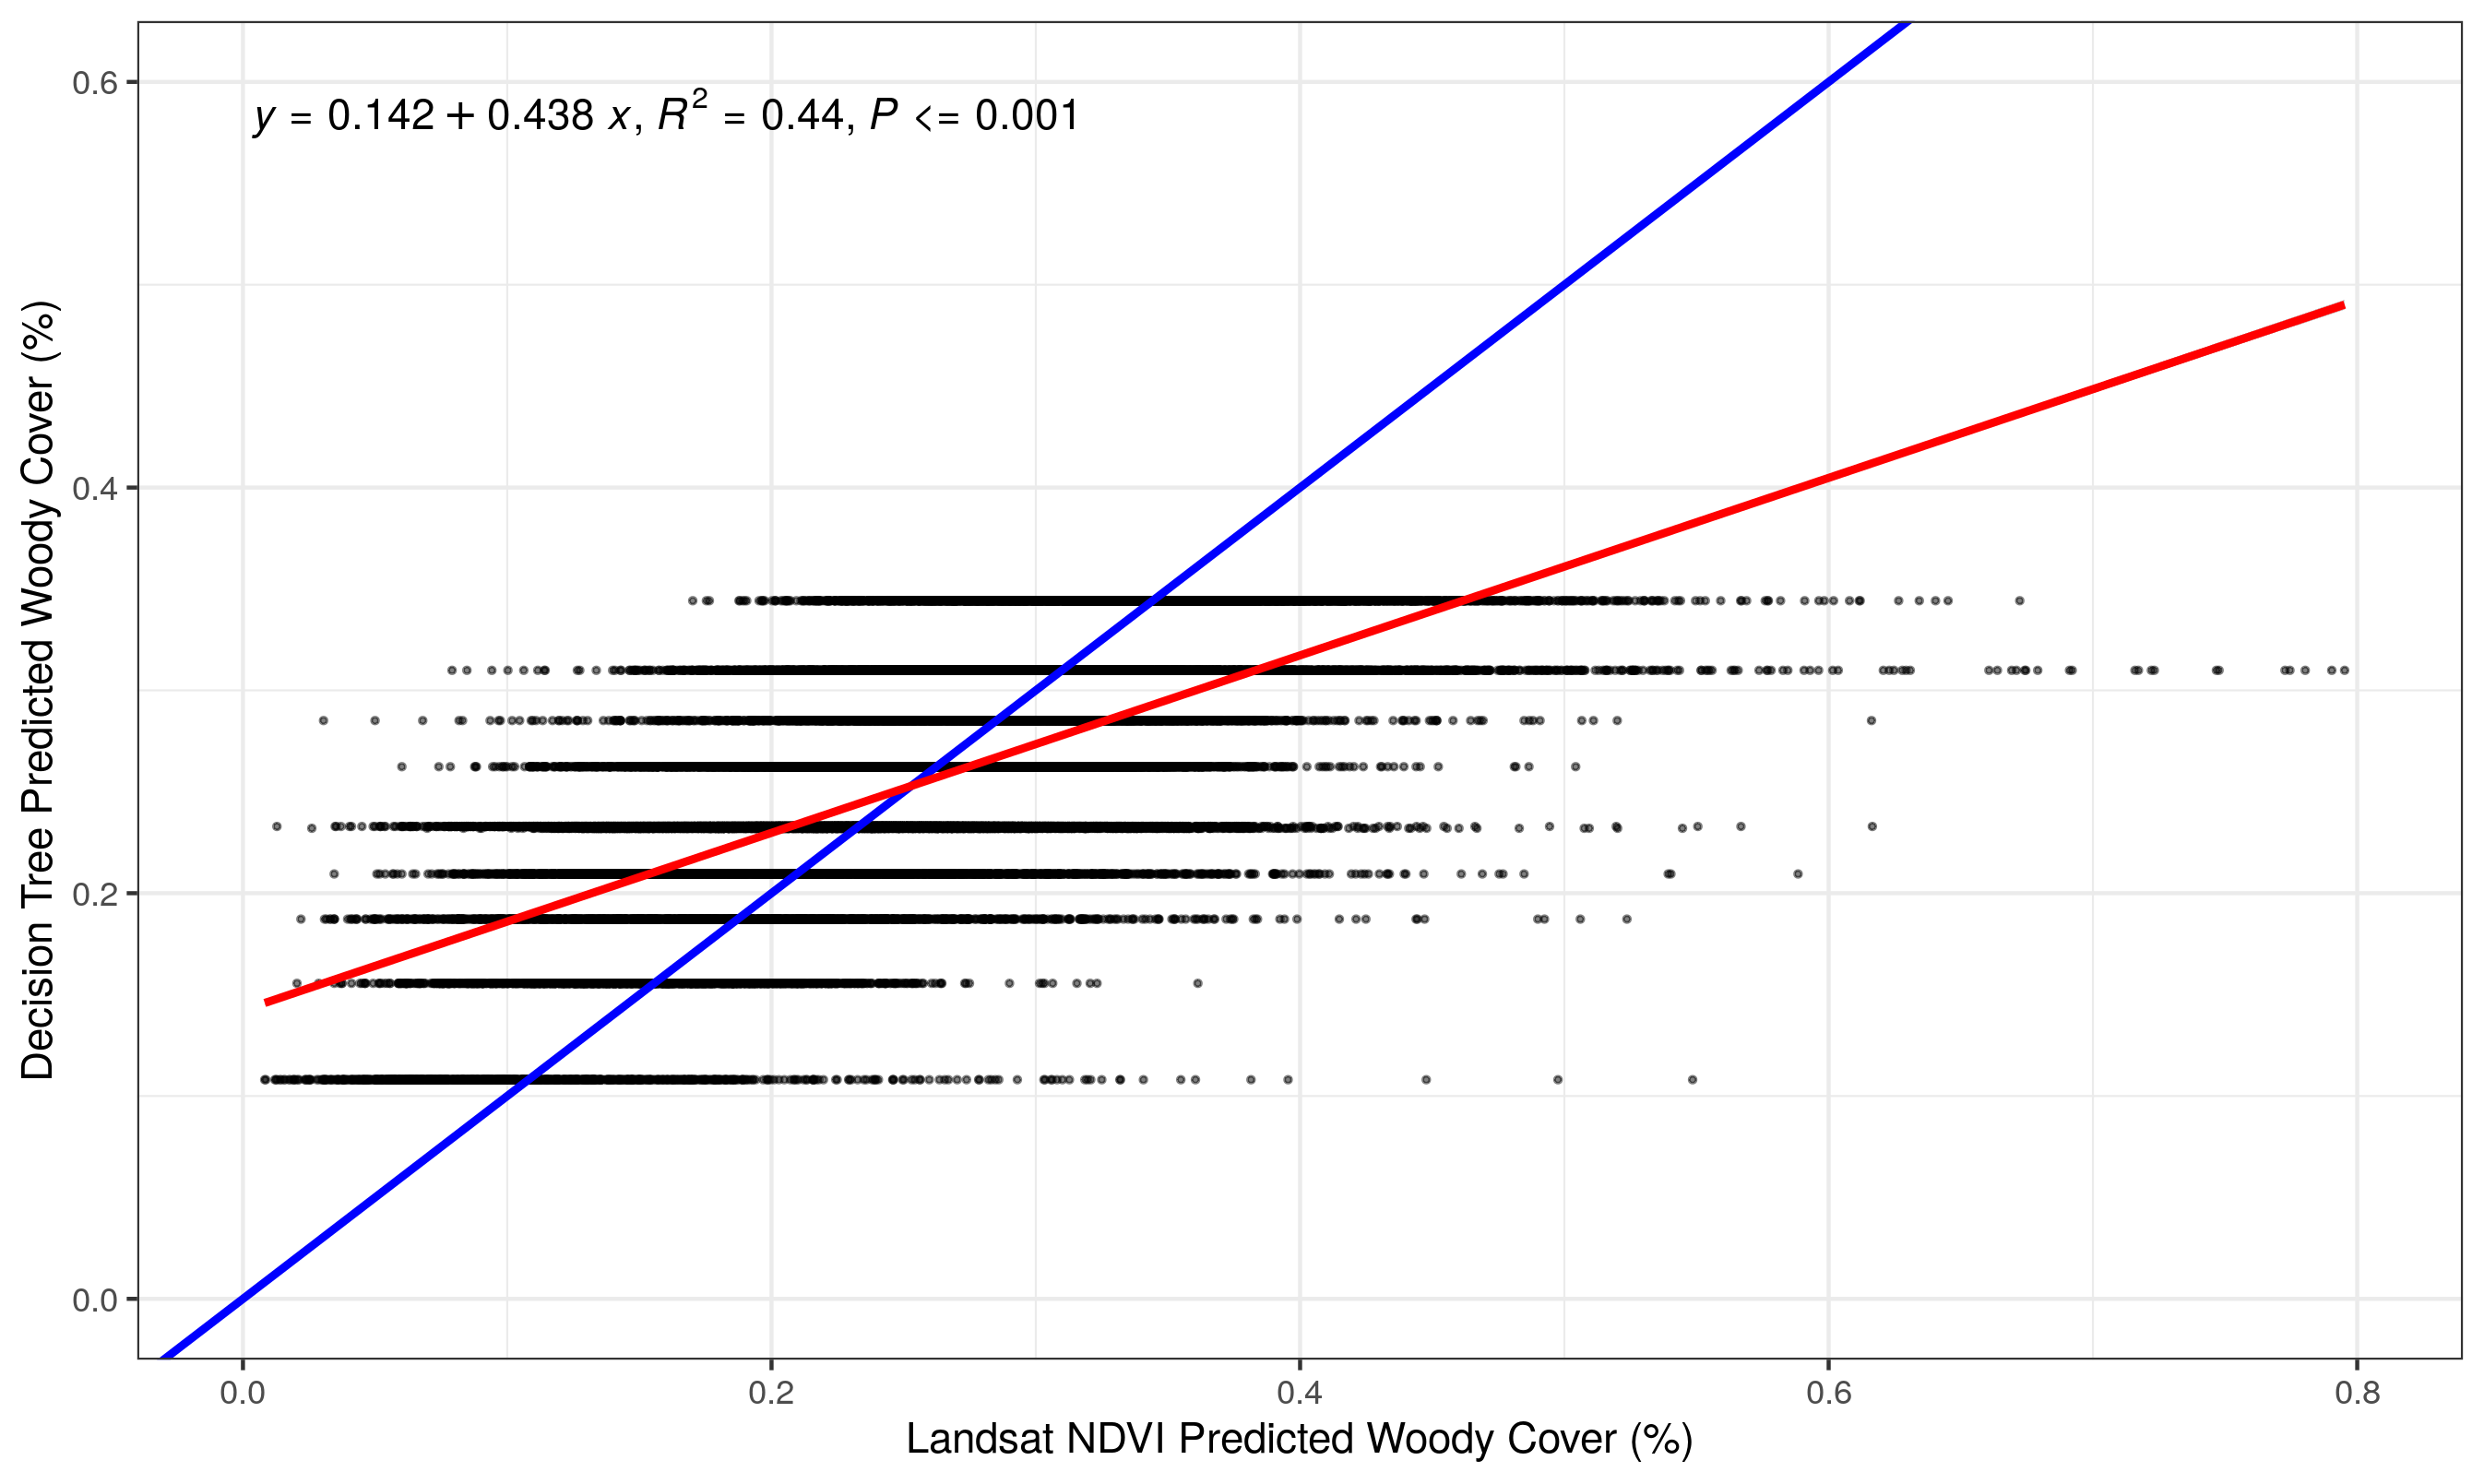 y = 0.142 + 0.438 x, R² = 0.44, P <= 0.001
0.6
0.4
0.2
0.0
Decision Tree Predicted Woody Cover (%)
0.0 0.2 0.4 0.6 0.8
Landsat NDVI Predicted Woody Cover (%)